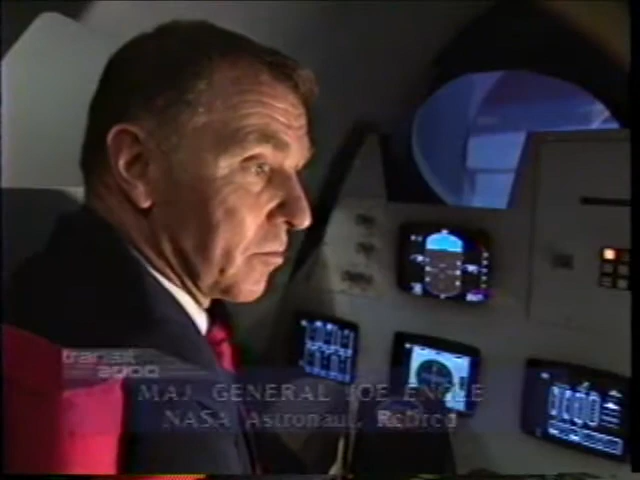 transit
2000
MAJ. GENERAL JOE ENGLE
NASA Astronaut, Retired